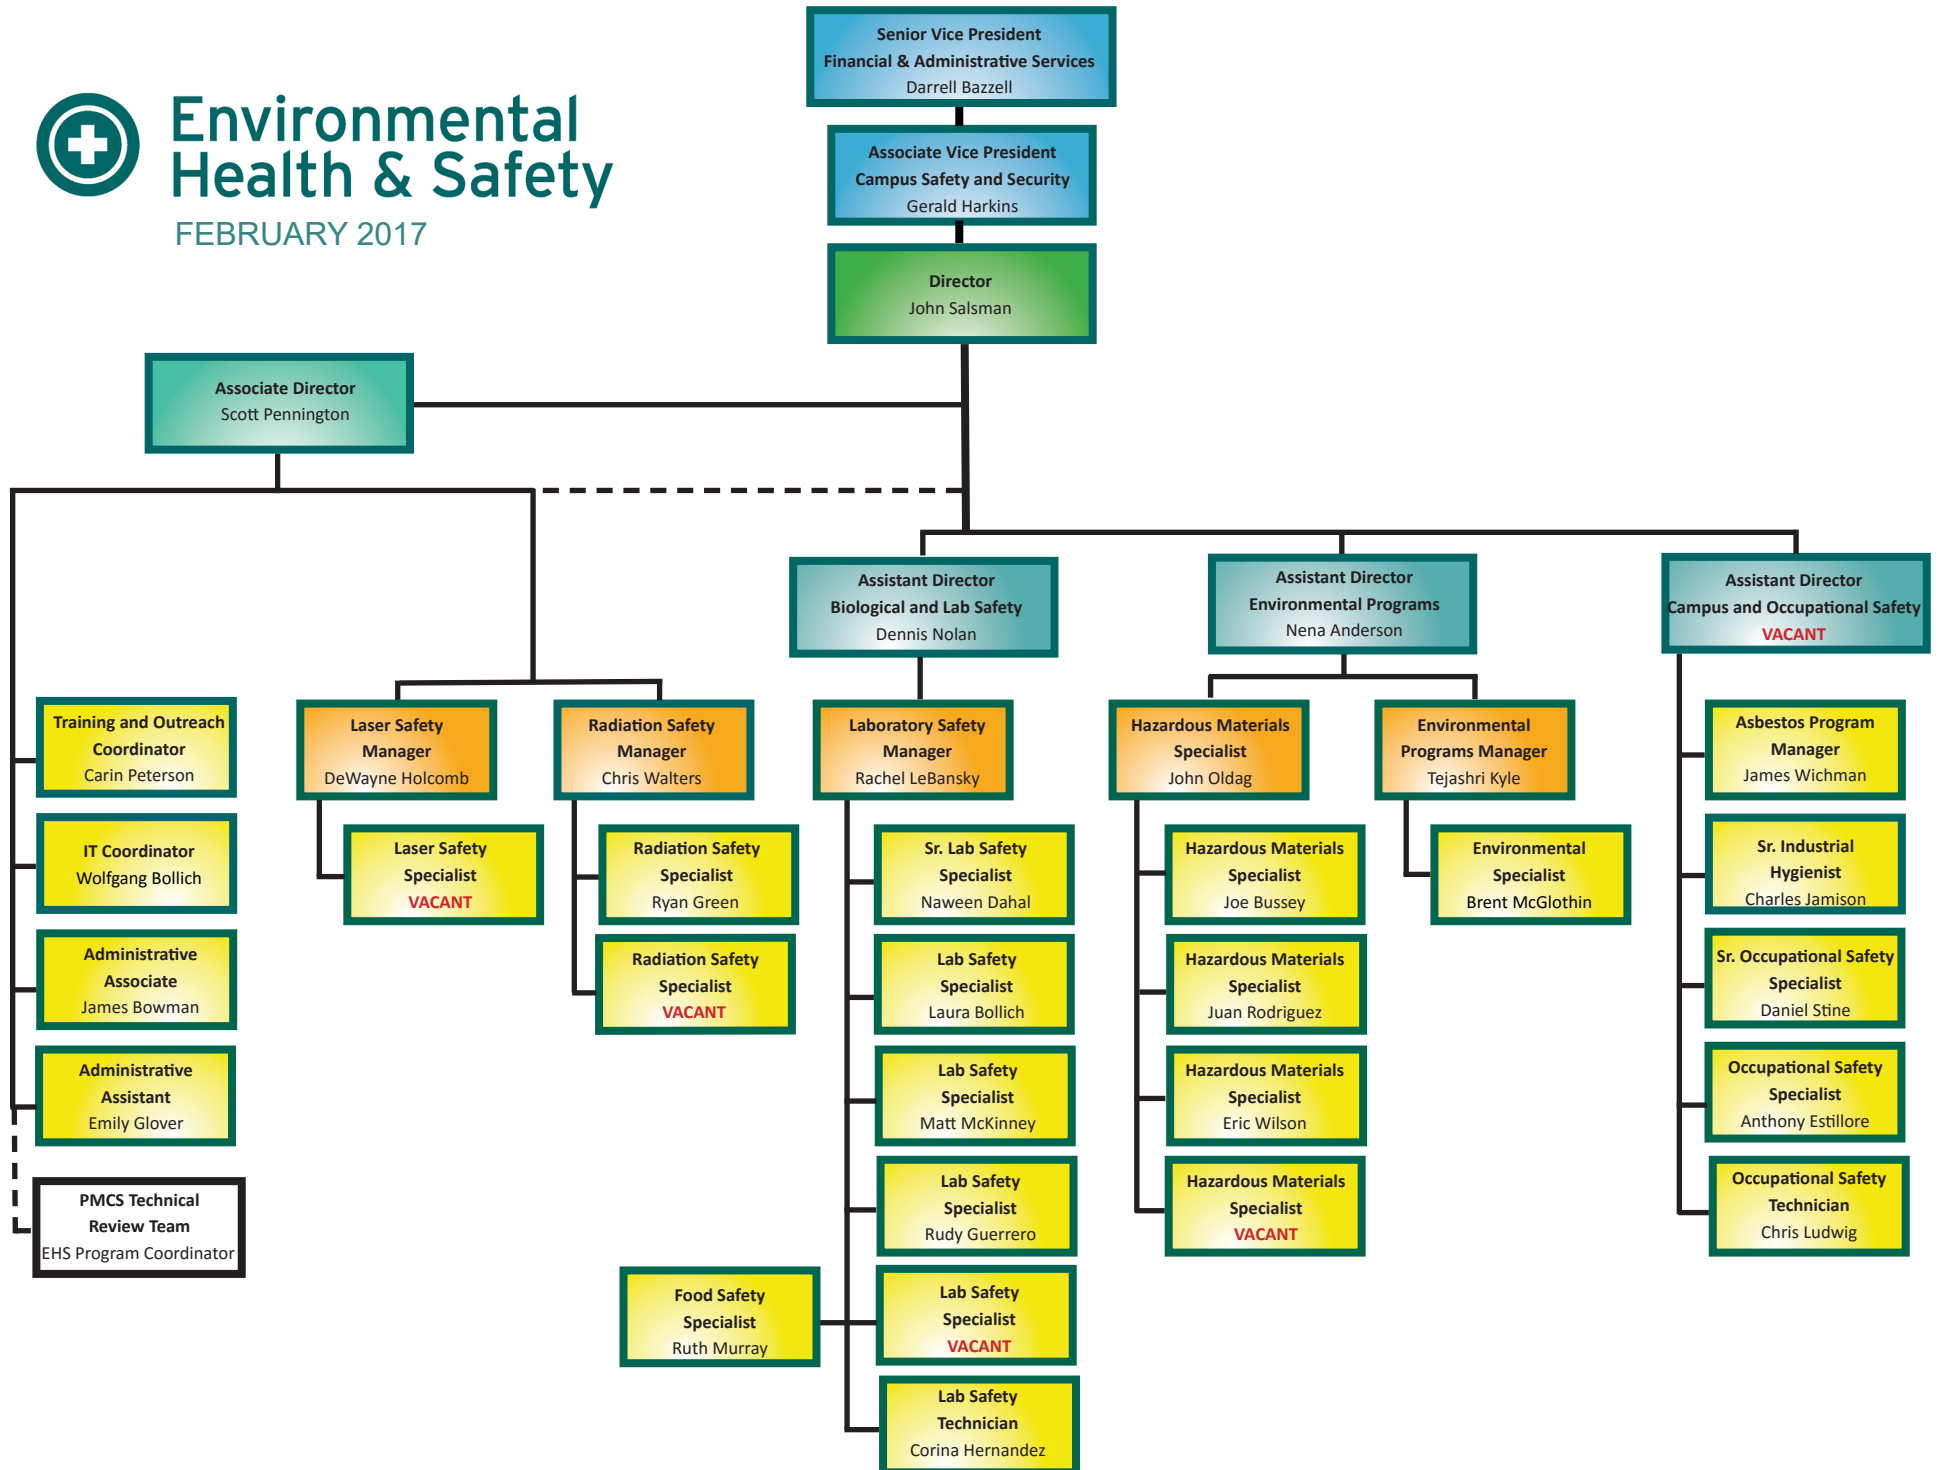 Environmental
Health & Safety
FEBRUARY 2017
Senior Vice President
Financial & Administrative Services
Darrell Bazzell
Associate Vice President
Campus Safety and Security
Gerald Harkins
Director
John Salsman
Associate Director
Scott Pennington
Assistant Director
Biological and Lab Safety
Dennis Nolan
Assistant Director
Environmental Programs
Nena Anderson
Assistant Director
Campus and Occupational Safety
VACANT
Training and Outreach
Coordinator
Carin Peterson
IT Coordinator
Wolfgang Bollich
Administrative
Associate
James Bowman
Administrative
Assistant
Emily Glover
PMCS Technical
Review Team
EHS Program Coordinator
Laser Safety
Manager
DeWayne Holcomb
Laser Safety
Specialist
VACANT
Radiation Safety
Manager
Chris Walters
Radiation Safety
Specialist
Ryan Green
Radiation Safety
Specialist
VACANT
Laboratory Safety
Manager
Rachel LeBansky
Sr. Lab Safety
Specialist
Naween Dahal
Lab Safety
Specialist
Laura Bollich
Lab Safety
Specialist
Matt McKinney
Lab Safety
Specialist
Rudy Guerrero
Food Safety
Specialist
Ruth Murray
Lab Safety
Specialist
VACANT
Lab Safety
Technician
Corina Hernandez
Hazardous Materials
Specialist
John Oldag
Hazardous Materials
Specialist
Joe Bussey
Hazardous Materials
Specialist
Juan Rodriguez
Hazardous Materials
Specialist
Eric Wilson
Hazardous Materials
Specialist
VACANT
Environmental
Programs Manager
Tejashri Kyle
Environmental
Specialist
Brent McGlothin
Asbestos Program
Manager
James Wichman
Sr. Industrial
Hygienist
Charles Jamison
Sr. Occupational Safety
Specialist
Daniel Stine
Occupational Safety
Specialist
Anthony Estillore
Occupational Safety
Technician
Chris Ludwig